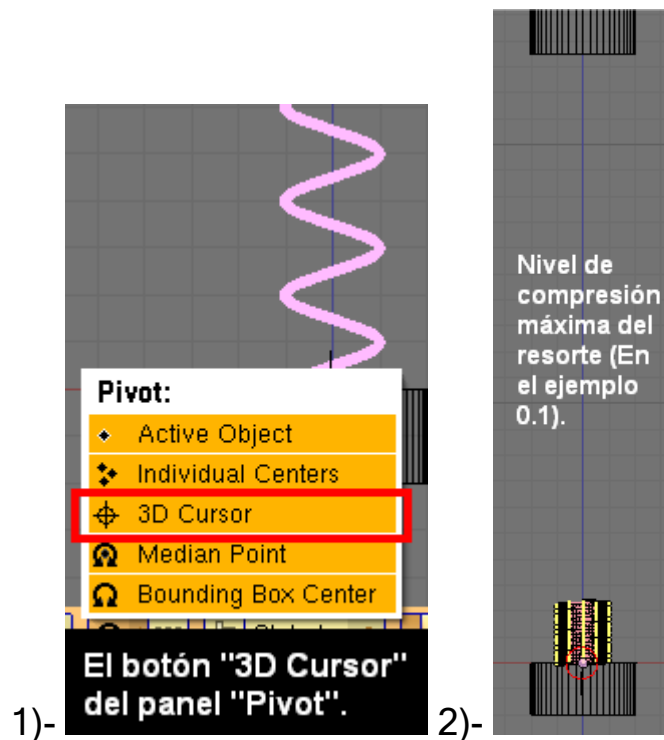 Nivel de
compresión
máxima del
resorte (En
el ejemplo
0.1).
Pivot:
Active Object
Individual Centers
3D Cursor
Median Point
Bounding Box Center
El botón "3D Cursor"
del panel "Pivot".
1)-
2)-